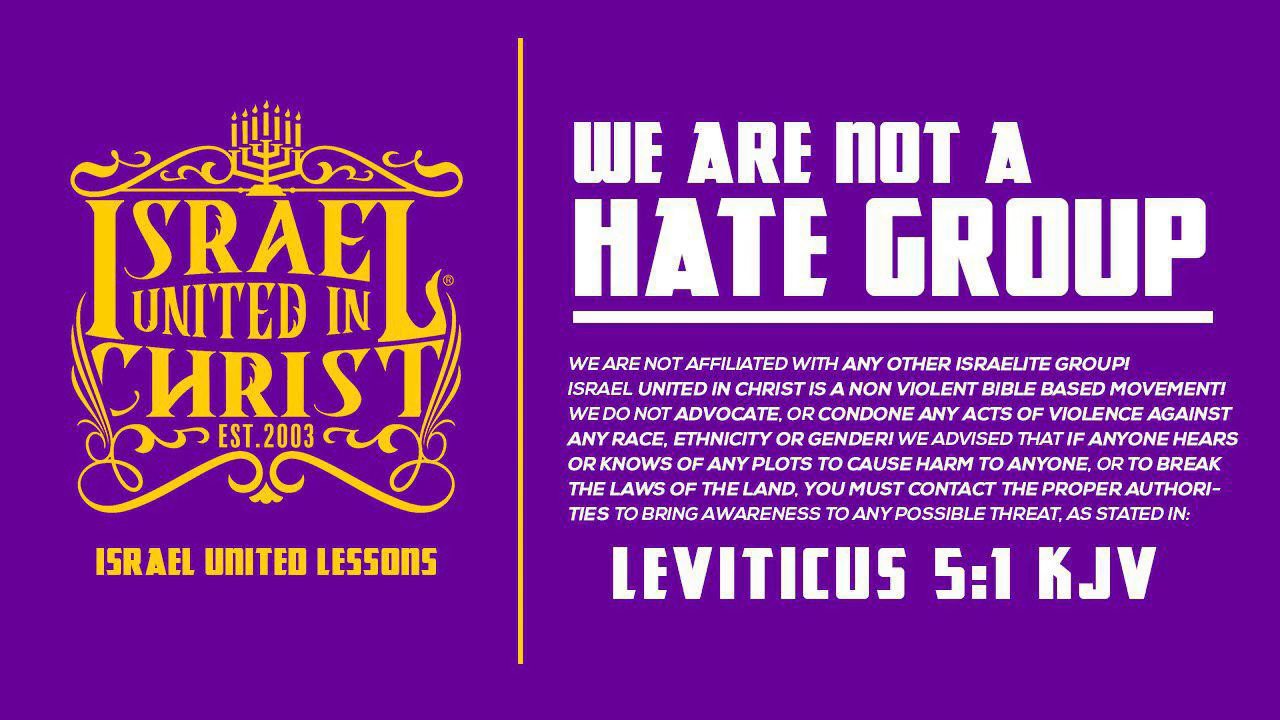 ISRAEL
UNITED IN
CHRIST
®
EST.2003
ISRAEL UNITED LESSONS
WE ARE NOT A
HATE GROUP
WE ARE NOT AFFILIATED WITH ANY OTHER ISRAELITE GROUP!
ISRAEL UNITED IN CHRIST IS A NON VIOLENT BIBLE BASED MOVEMENT!
WE DO NOT ADVOCATE, OR CONDONE ANY ACTS OF VIOLENCE AGAINST
ANY RACE, ETHNICITY OR GENDER! WE ADVISED THAT IF ANYONE HEARS
OR KNOWS OF ANY PLOTS TO CAUSE HARM TO ANYONE, OR TO BREAK
THE LAWS OF THE LAND, YOU MUST CONTACT THE PROPER AUTHORI-
TIES TO BRING AWARENESS TO ANY POSSIBLE THREAT, AS STATED IN:
LEVITICUS 5:1 KJV